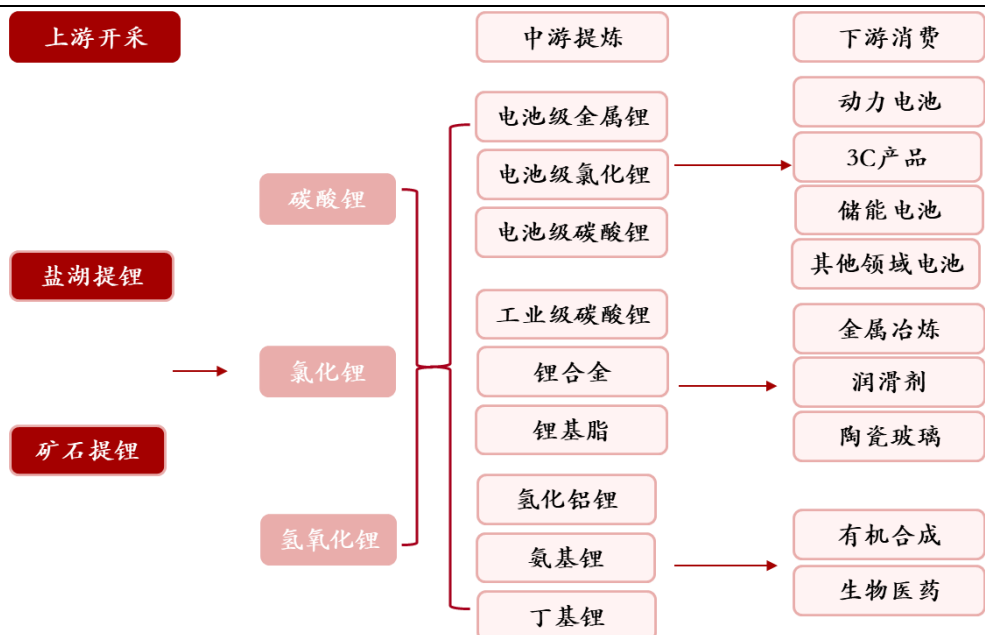 上游开采
中游提炼
下游消费
盐湖提锂
矿石提锂
碳酸锂
氯化锂
氢氧化锂
电池级金属锂
电池级氯化锂
电池级碳酸锂
工业级碳酸锂
锂合金
锂基脂
氢化铝锂
氨基锂
丁基锂
动力电池
3C产品
储能电池
其他领域电池
金属冶炼
润滑剂
陶瓷玻璃
有机合成
生物医药